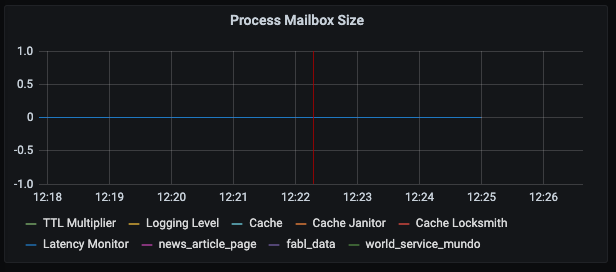 Process Mailbox Size
1.0
0.5
0
-0.5
-1.0
12:18 12:19 12:20 12:21 12:22 12:23 12:24 12:25 12:26
TTL Multiplier Logging Level Cache Cache Janitor Cache Locksmith
Latency Monitor news_article_page fabl_data world_service_mundo